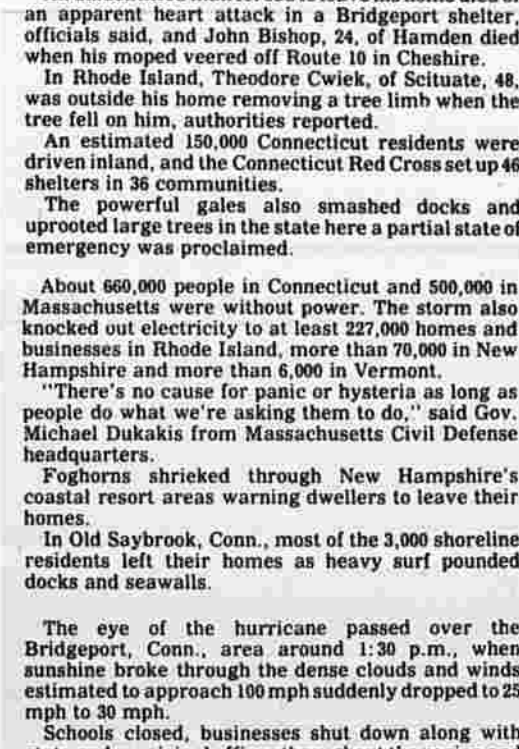 an apparent heart attack in a Bridgeport shelter,
officials said, and John Bishop, 24, of Hamden died
when his moped veered off Route 10 in Cheshire.
In Rhode Island, Theodore Cwiek, of Scituate, 48,
was outside his home removing a tree limb when the
tree fell on him, authorities reported.
An estimated 150,000 Connecticut residents were
driven inland, and the Connecticut Red Cross set up 46
shelters in 36 communities.
The powerful gales also smashed docks and
uprooted large trees in the state here a partial state of
emergency was proclaimed.
About 660,000 people in Connecticut and 500,000 in
Massachusetts were without power. The storm also
knocked out electricity to at least 227,000 homes and
businesses in Rhode Island, more than 70,000 in New
Hampshire and more than 6,000 in Vermont.
"There's no cause for panic or hysteria as long as
people do what we're asking them to do," said Gov.
Michael Dukakis from Massachusetts Civil Defense
headquarters.
Foghorns shrieked through New Hampshire's
coastal resort areas warning dwellers to leave their
homes.
In Old Saybrook, Conn., most of the 3,000 shoreline
residents left their homes as heavy surf pounded
docks and seawalls.
The eye of the hurricane passed over the
Bridgeport, Conn., area around 1:30 p.m., when
sunshine broke through the dense clouds and winds
estimated to approach 100 mph suddenly dropped to 25
mph to 30 mph.
Schools closed, businesses shut down along with